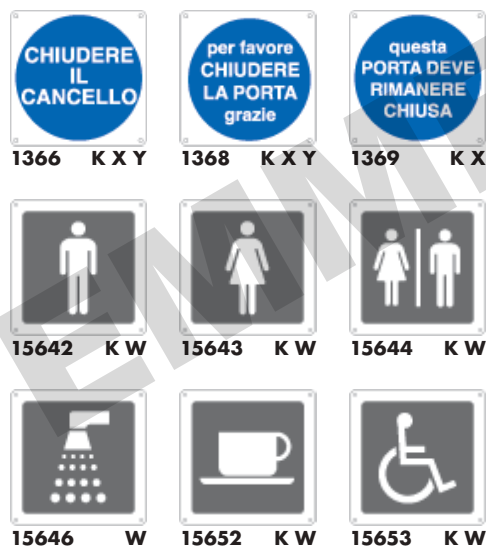 CHIUDERE
IL
CANCELLO
per favore
CHIUDERE
LA PORTA
grazie
questa
PORTA DEVE
RIMANERE
CHIUSA
1366 K X Y
1368 K X Y
1369 K X
15642 K W
15643 K W
15644 K W
15646 W
15652 K W
15653 K W